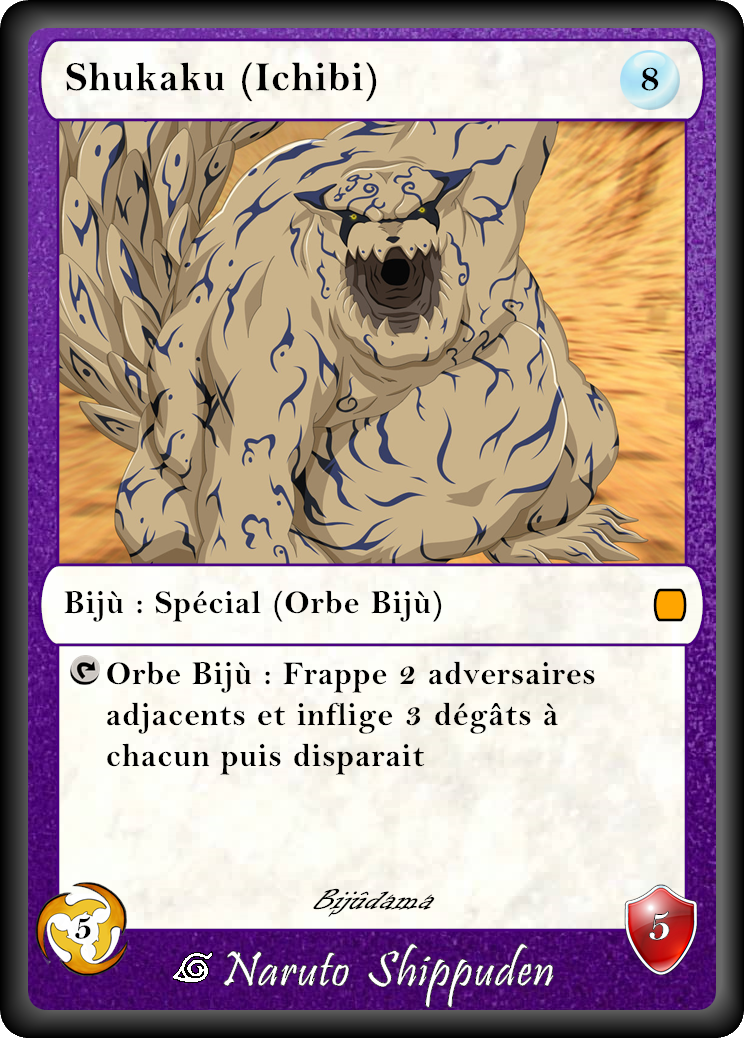 Shukaku (Ichibi)
8
Bijù : Spécial (Orbe Bijù)
Orbe Bijù : Frappe 2 adversaires
adjacents et inflige 3 dégâts à
chacun puis disparait
Bijûdama
5
5
Naruto Shippuden